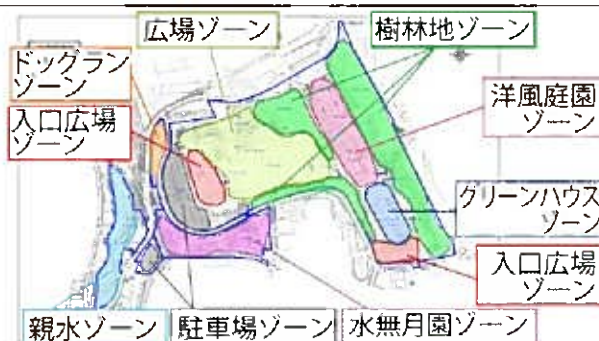 広場ゾーン
樹林地ゾーン
ドッグラン
ゾーン
入口広場
ゾーン
洋風庭園
ゾーン
グリーンハウス
ゾーン
入口広場
ゾーン
親水ゾーン
駐車場ゾーン
水無月園ゾーン